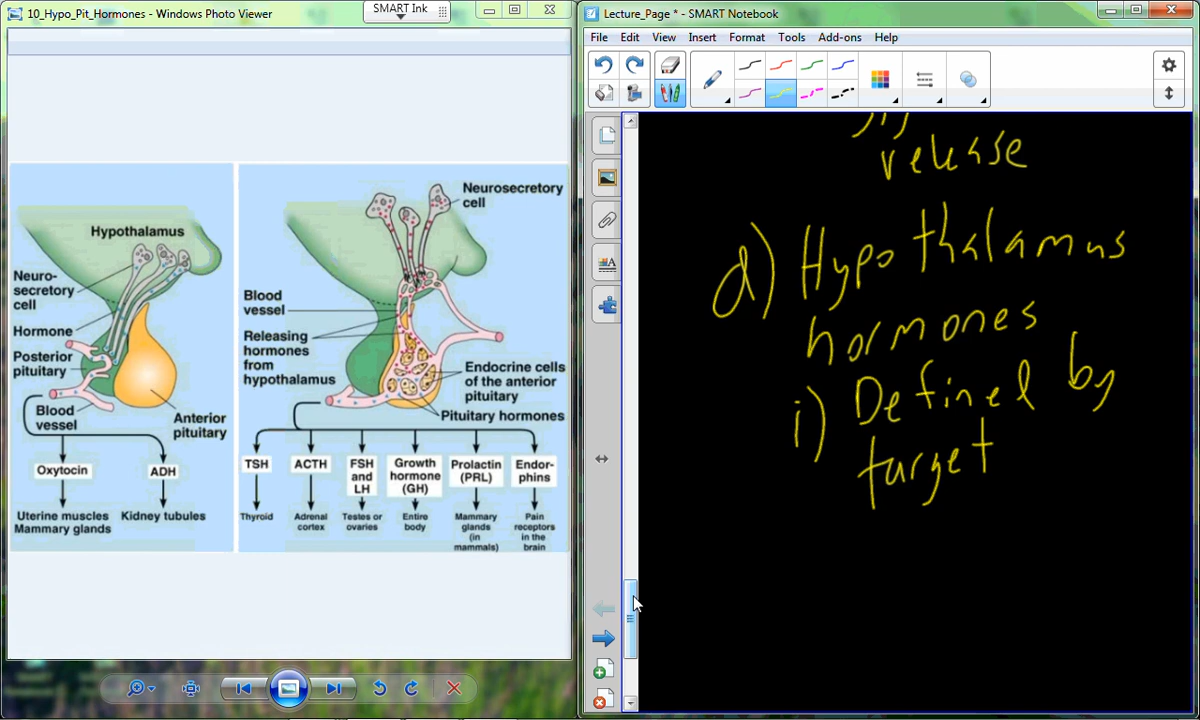 10_Hypo_Pit_Hormones - Windows Photo Viewer
SMART Ink
Hypothalamus
Neuro-
secretory
cell
Hormone
Posterior
pituitary
Blood
vessel
Anterior
pituitary
Oxytocin
ADH
Uterine muscles
Mammary glands
Kidney tubules
Neurosecretory
cell
Blood
vessel
Releasing
hormones
from
hypothalamus
Endocrine cells
of the anterior
pituitary
Pituitary hormones
TSH
ACTH
FSH
and
LH
Growth
hormone
(GH)
Prolactin
(PRL)
Endor-
phins
Thyroid
Adrenal
cortex
Testes or
ovaries
Entire
body
Mammary
glands
(in
mammals)
Pain
receptors
in the
brain
Lecture_Page * - SMART Notebook
File Edit View Insert Format Tools Add-ons Help
release
d) Hypothalamus
hormones
i) Defined by
target